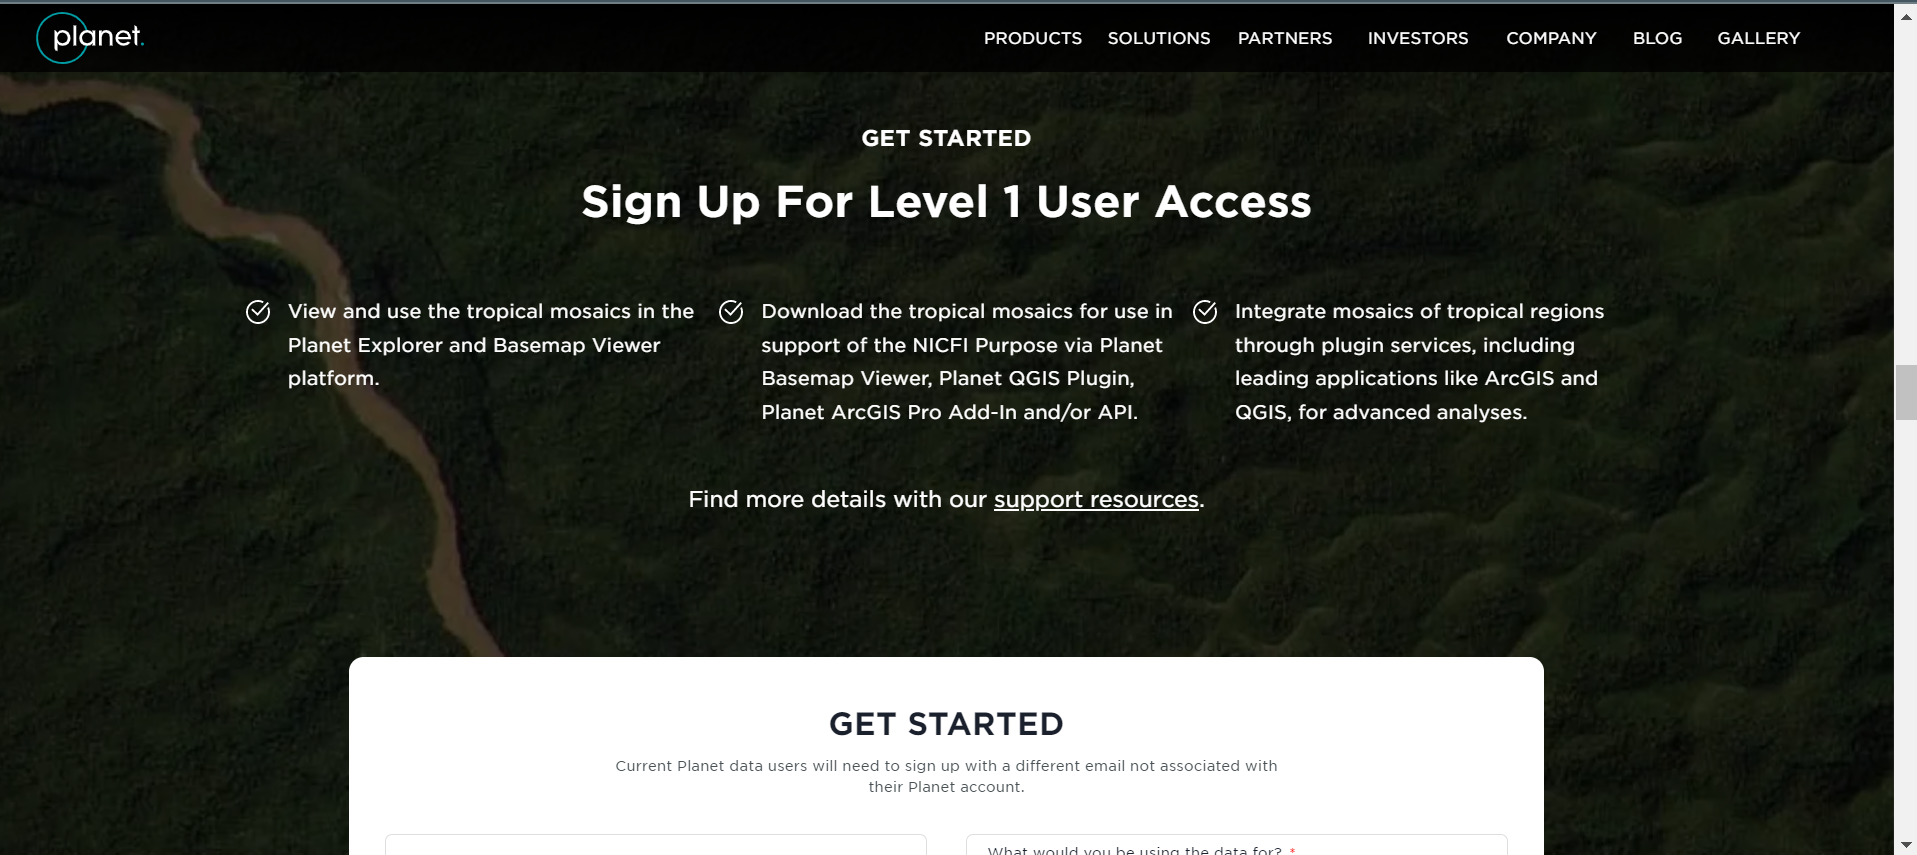 planet.
PRODUCTS SOLUTIONS PARTNERS INVESTORS COMPANY BLOG GALLERY
GET STARTED
Sign Up For Level 1 User Access
View and use the tropical mosaics in the
Planet Explorer and Basemap Viewer
platform.
Download the tropical mosaics for use in
support of the NICFI Purpose via Planet
Basemap Viewer, Planet QGIS Plugin,
Planet ArcGIS Pro Add-In and/or API.
Integrate mosaics of tropical regions
through plugin services, including
leading applications like ArcGIS and
QGIS, for advanced analyses.
Find more details with our support resources.
GET STARTED
Current Planet data users will need to sign up with a different email not associated with
their Planet account.
What would you be using the data for? *